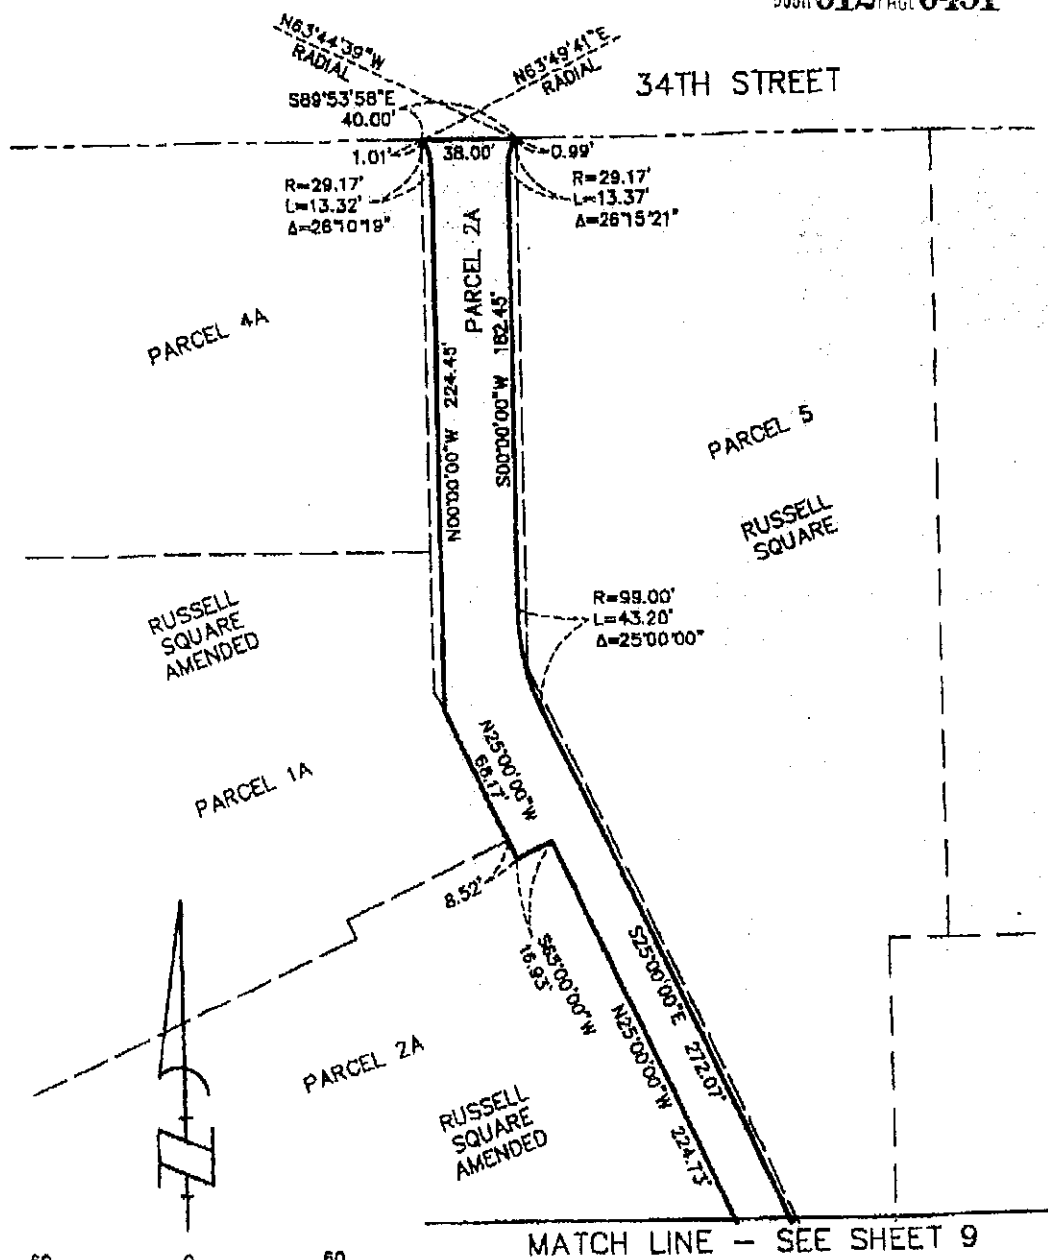 512 PAGE 0431
N63°44'39"W
RADIAL
N63°49'41"E
RADIAL
34TH STREET
S89°53'58"E
40.00'
1.01'
38.00'
0.99'
R=29.17'
L=13.32'
Δ=26°10'19"
R=29.17'
L=13.37'
Δ=26°15'21"
PARCEL 2A
PARCEL 4A
N00°00'00"W 224.45'
S00°00'00"W 182.45'
PARCEL 5
RUSSELL
SQUARE
RUSSELL
SQUARE
AMENDED
R=99.00'
L=43.20'
Δ=25°00'00"
N25°00'00"W
68.17'
PARCEL 1A
8.52'
S65°00'00"W
16.93'
S25°00'00"E 272.07'
N25°00'00"W 224.73'
PARCEL 2A
RUSSELL
SQUARE
AMENDED
60 0 60
MATCH LINE - SEE SHEET 9